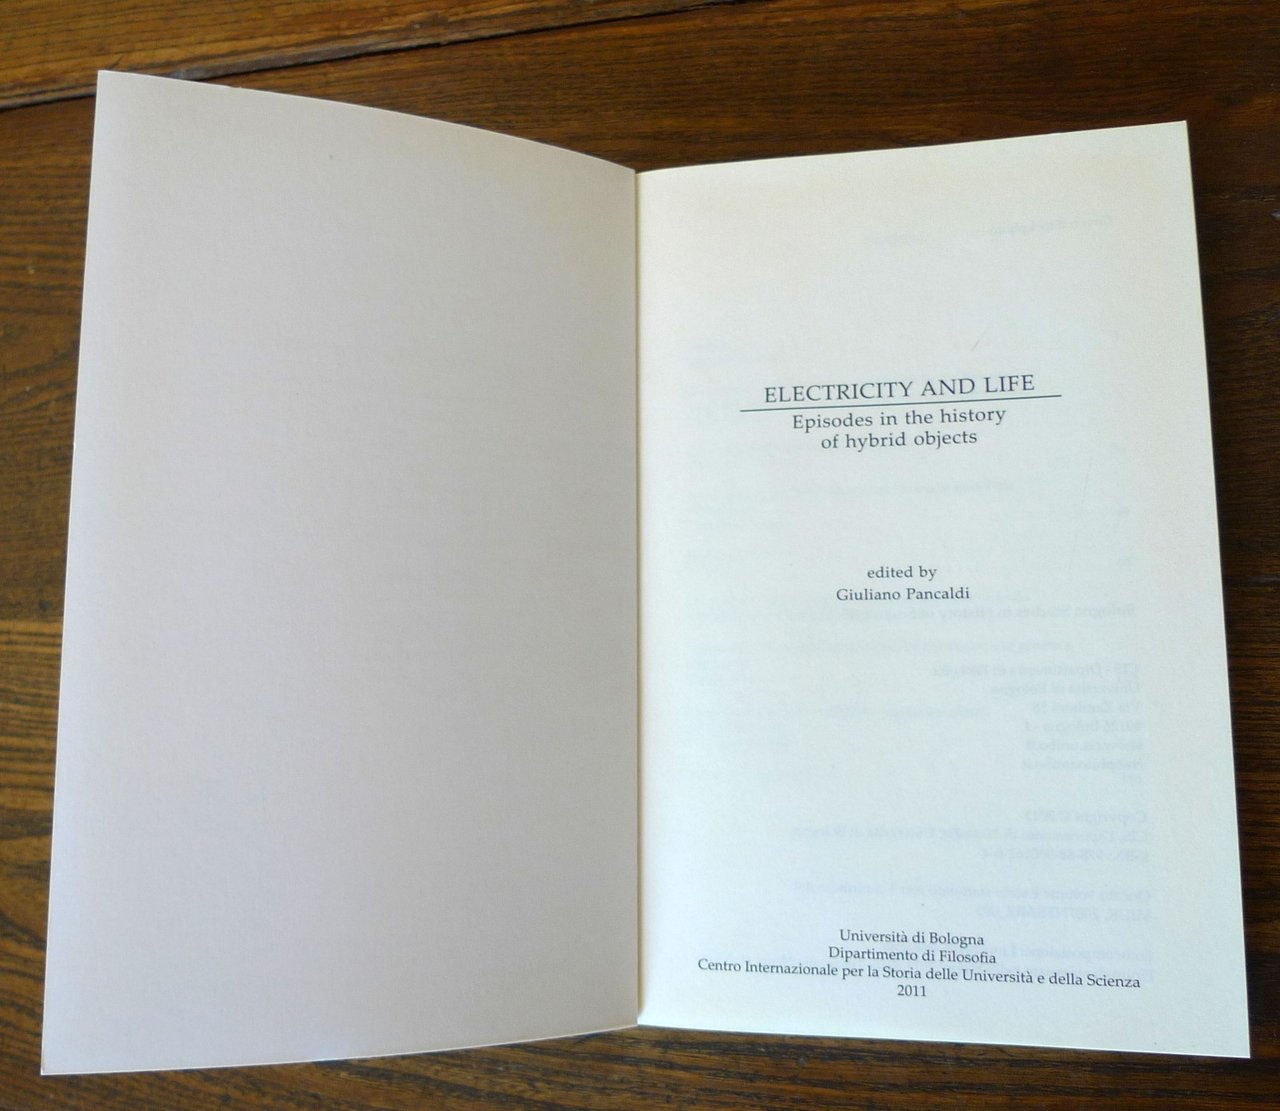 ELECTRICITY AND LIFE
Episodes in the history
of hybrid objects
edited by
Giuliano Pancaldi
Università di Bologna
Dipartimento di Filosofia
Centro Internazionale per la Storia delle Università e della Scienza
2011